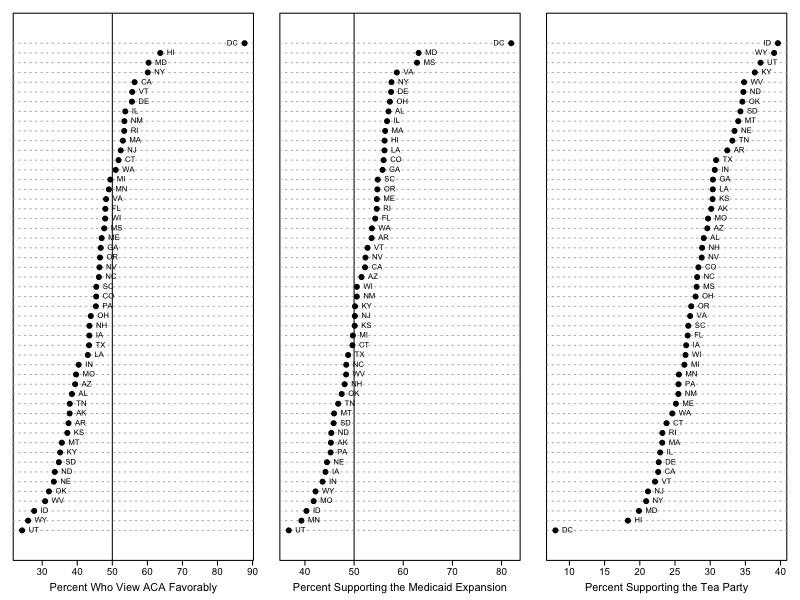 DC
HI
MD
NY
CA
VT
DE
IL
NM
RI
MA
NJ
CT
WA
MI
MN
VA
FL
WI
MS
ME
GA
OR
NV
NC
SC
CO
PA
OH
NH
IA
TX
LA
IN
MO
AZ
AL
TN
AK
AR
KS
MT
KY
SD
ND
NE
OK
WV
ID
WY
UT
30 40 50 60 70 80 90
Percent Who View ACA Favorably
DC
MD
MS
VA
NY
DE
OH
AL
IL
MA
HI
LA
CO
GA
SC
OR
ME
RI
FL
WA
AR
VT
NV
CA
AZ
WI
NM
KY
NJ
KS
MI
CT
TX
NC
WV
NH
OK
TN
MT
SD
ND
AK
PA
NE
IA
IN
WY
MO
ID
MN
UT
40 50 60 70 80
Percent Supporting the Medicaid Expansion
ID
WY
UT
KY
WV
ND
OK
SD
MT
NE
TN
AR
TX
IN
GA
LA
KS
AK
MO
AZ
AL
NH
NV
CO
NC
MS
OH
OR
VA
SC
FL
IA
WI
MI
MN
PA
NM
ME
WA
CT
RI
MA
IL
DE
CA
VT
NJ
NY
MD
HI
DC
10 15 20 25 30 35 40
Percent Supporting the Tea Party